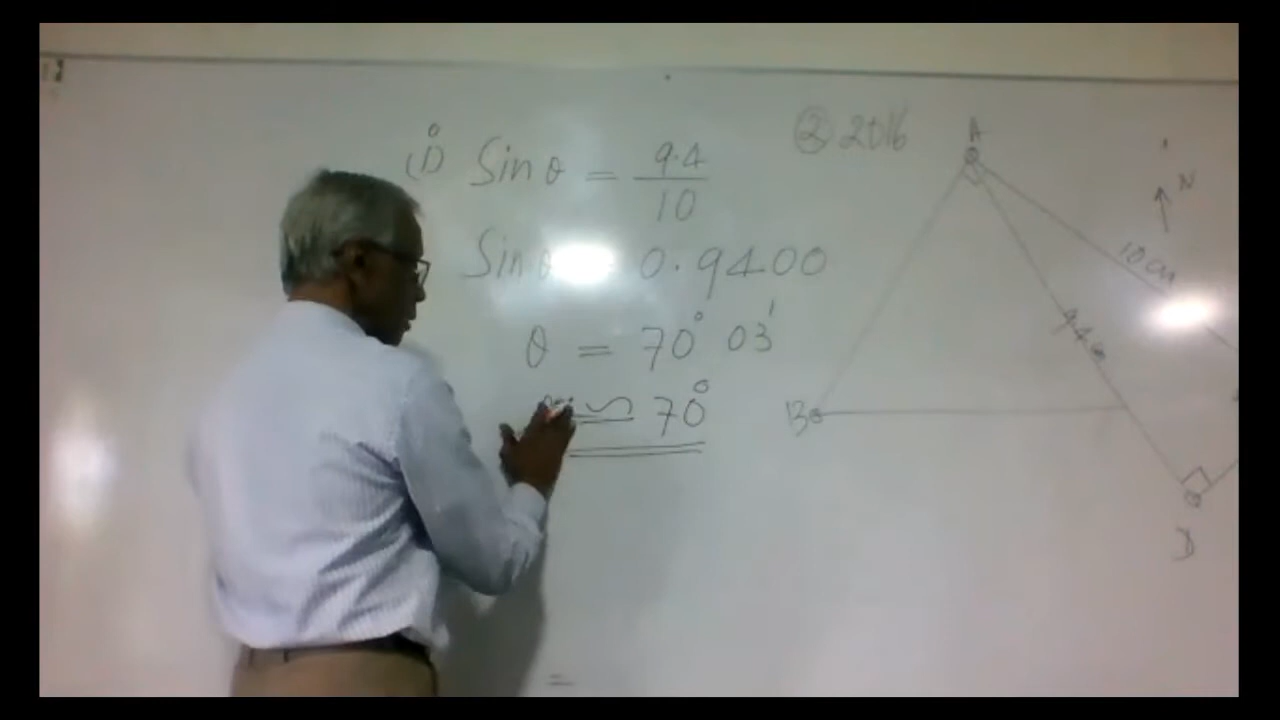 (i) Sin θ = 9.4 / 10
Sin θ = 0.9400
θ = 70° 03'
≃ 70°
=
② 2016
A
N
10 cm
9.4 cm
B
D